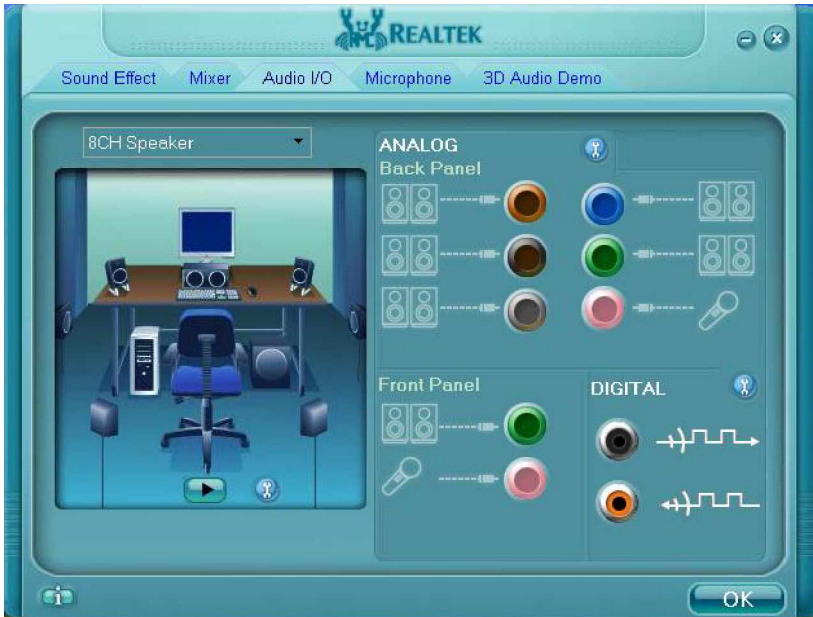 REALTEK
Sound Effect Mixer Audio I/O Microphone 3D Audio Demo
8CH Speaker
ANALOG
Back Panel
Front Panel
DIGITAL
OK